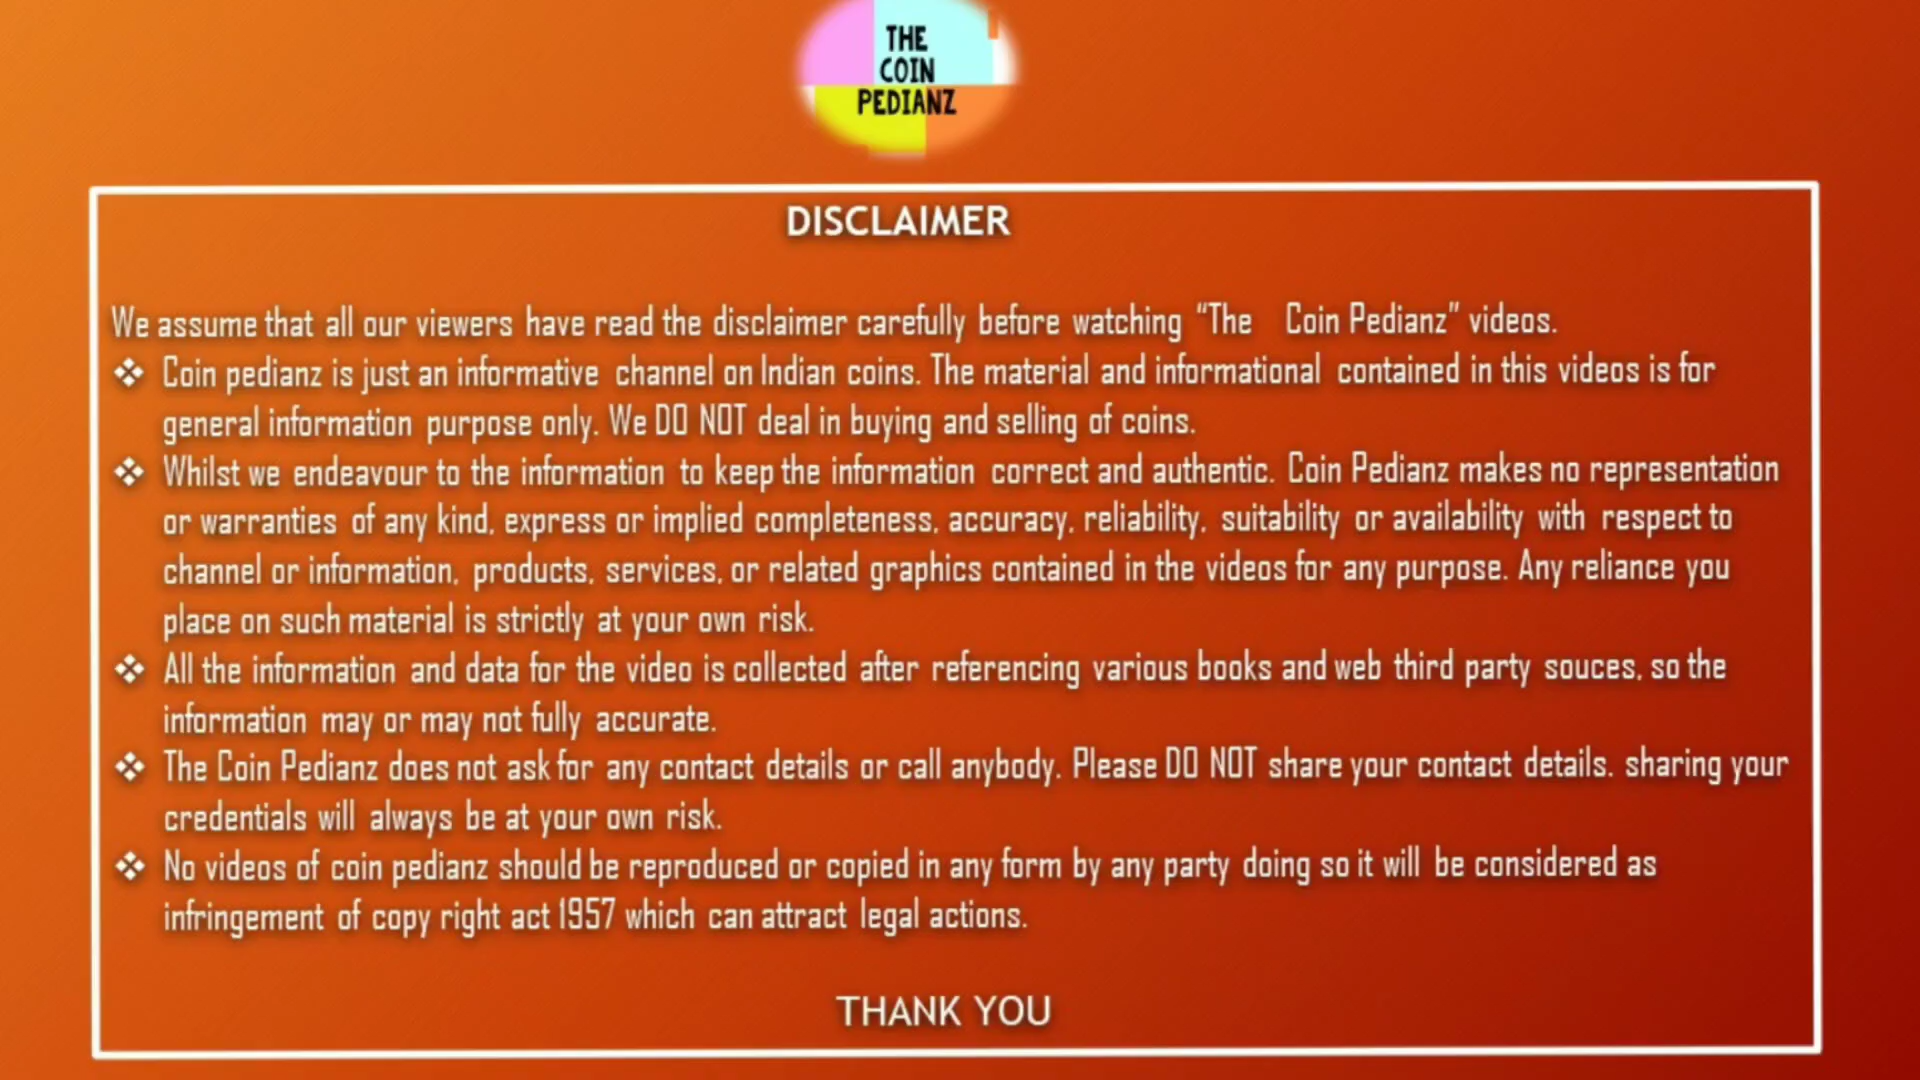 THE
COIN
PEDIANZ
DISCLAIMER
We assume that all our viewers have read the disclaimer carefully before watching “The Coin Pedianz” videos.
❖ Coin pedianz is just an informative channel on Indian coins. The material and informational contained in this videos is for
general information purpose only. We DO NOT deal in buying and selling of coins.
❖ Whilst we endeavour to the information to keep the information correct and authentic. Coin Pedianz makes no representation
or warranties of any kind, express or implied completeness, accuracy, reliability, suitability or availability with respect to
channel or information, products, services, or related graphics contained in the videos for any purpose. Any reliance you
place on such material is strictly at your own risk.
❖ All the information and data for the video is collected after referencing various books and web third party souces, so the
information may or may not fully accurate.
❖ The Coin Pedianz does not ask for any contact details or call anybody. Please DO NOT share your contact details. sharing your
credentials will always be at your own risk.
❖ No videos of coin pedianz should be reproduced or copied in any form by any party doing so it will be considered as
infringement of copy right act 1957 which can attract legal actions.
THANK YOU